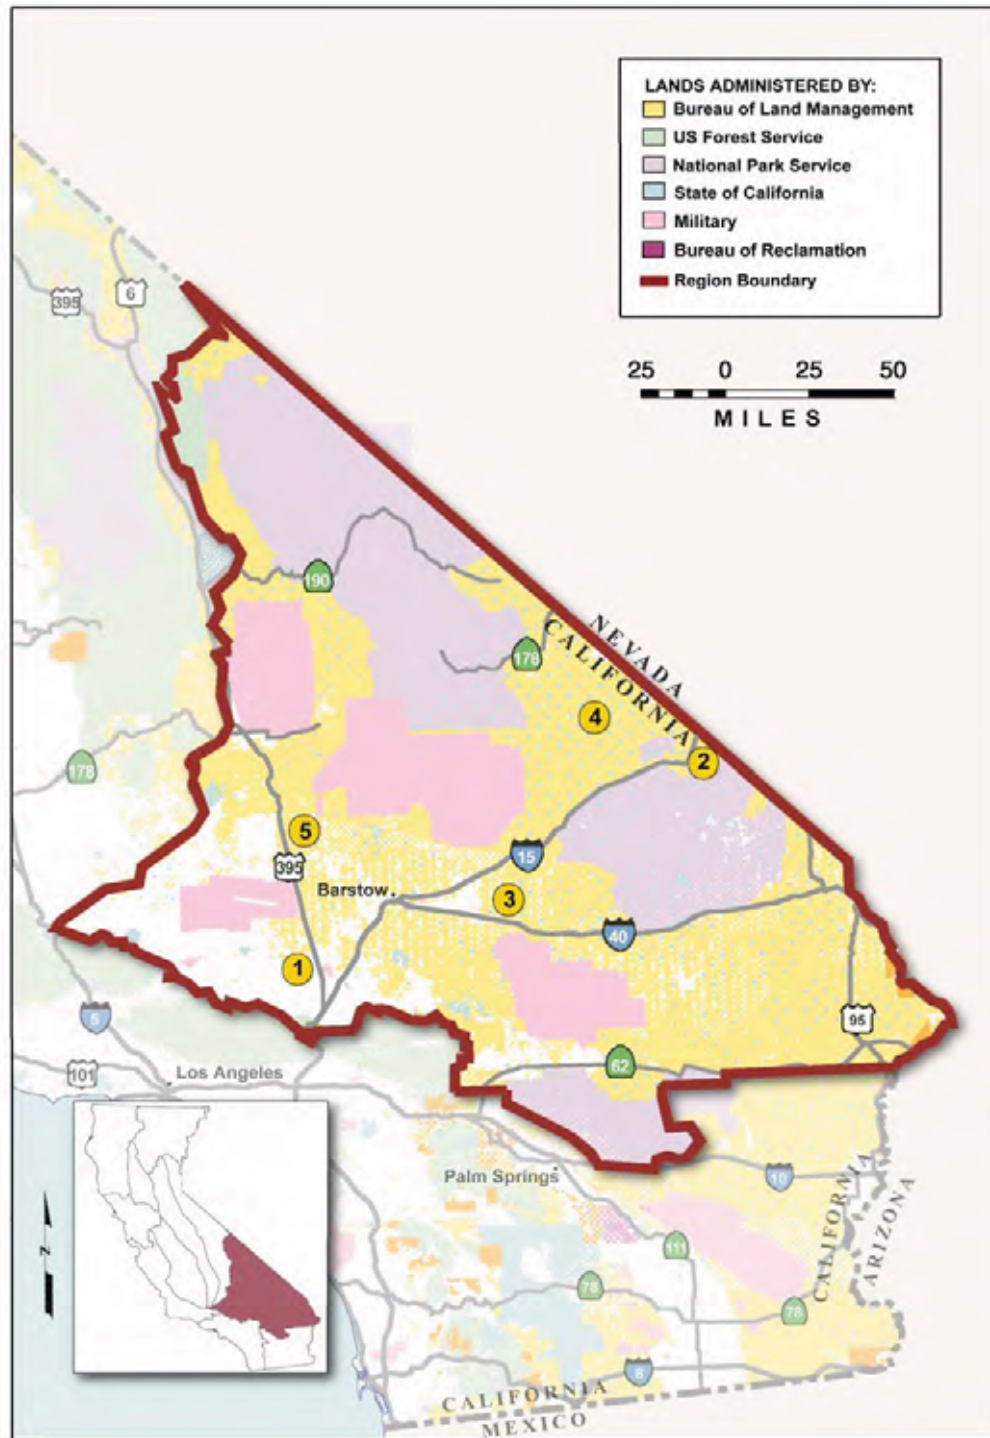 LANDS ADMINISTERED BY:
Bureau of Land Management
US Forest Service
National Park Service
State of California
Military
Bureau of Reclamation
Region Boundary
25 0 25 50
MILES
395
6
190
NEVADA
CALIFORNIA
178
4
2
178
5
395
15
Barstow
3
40
1
5
95
62
101
Los Angeles
Palm Springs
10
CALIFORNIA
ARIZONA
N
111
78
78
8
CALIFORNIA
MEXICO